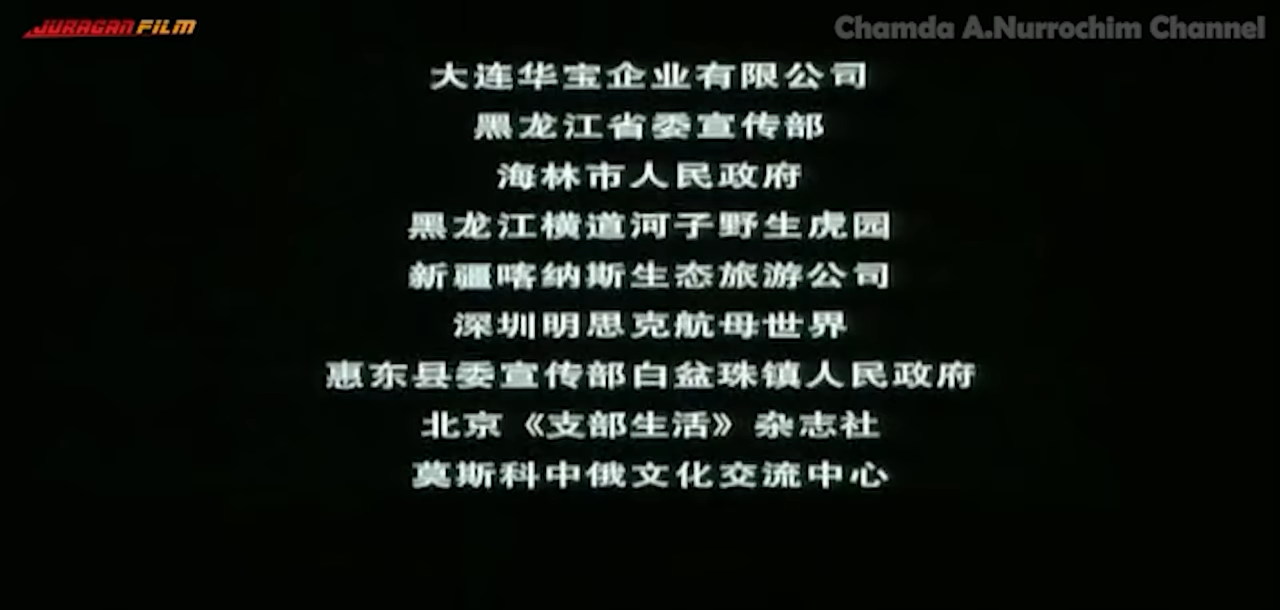 JURAGAN FILM
Chamda A.Nurrochim Channel
大连华宝企业有限公司
黑龙江省委宣传部
海林市人民政府
黑龙江横道河子野生虎园
新疆喀纳斯生态旅游公司
深圳明思克航母世界
惠东县委宣传部白盆珠镇人民政府
北京《支部生活》杂志社
莫斯科中俄文化交流中心